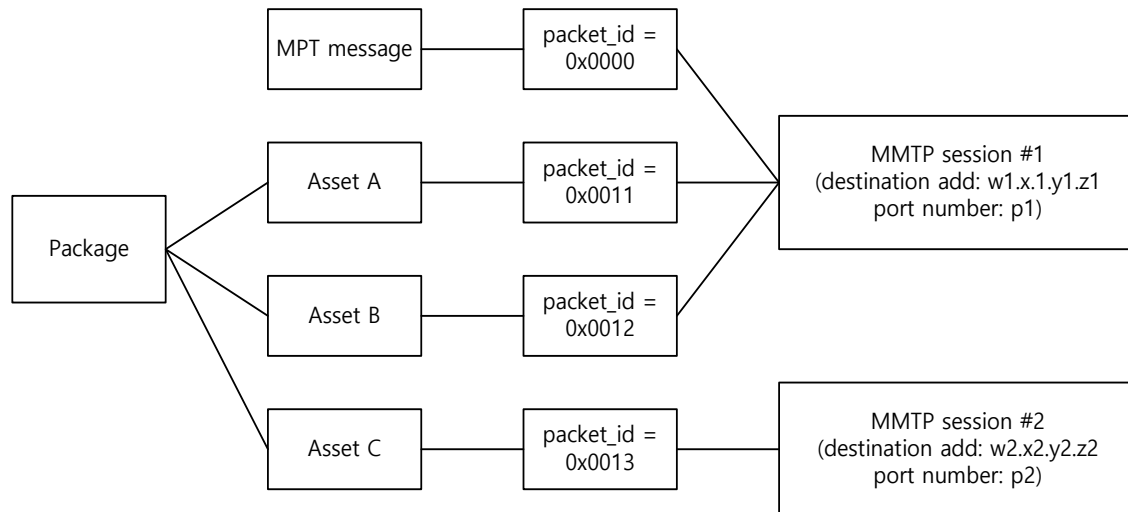 MPT message
packet_id =
0x0000
Asset A
packet_id =
0x0011
MMTP session #1
(destination add: w1.x.1.y1.z1
port number: p1)
Package
Asset B
packet_id =
0x0012
Asset C
packet_id =
0x0013
MMTP session #2
(destination add: w2.x2.y2.z2
port number: p2)